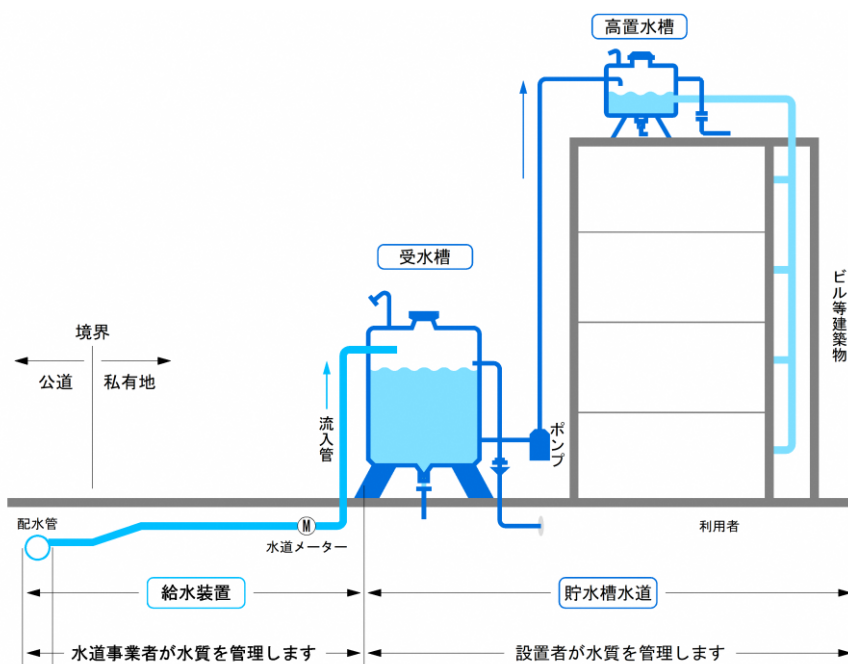 高置水槽
受水槽
ビル等建築物
境界
公道
私有地
流入管
ポンプ
配水管
M
水道メーター
利用者
給水装置
貯水槽水道
水道事業者が水質を管理します
設置者が水質を管理します